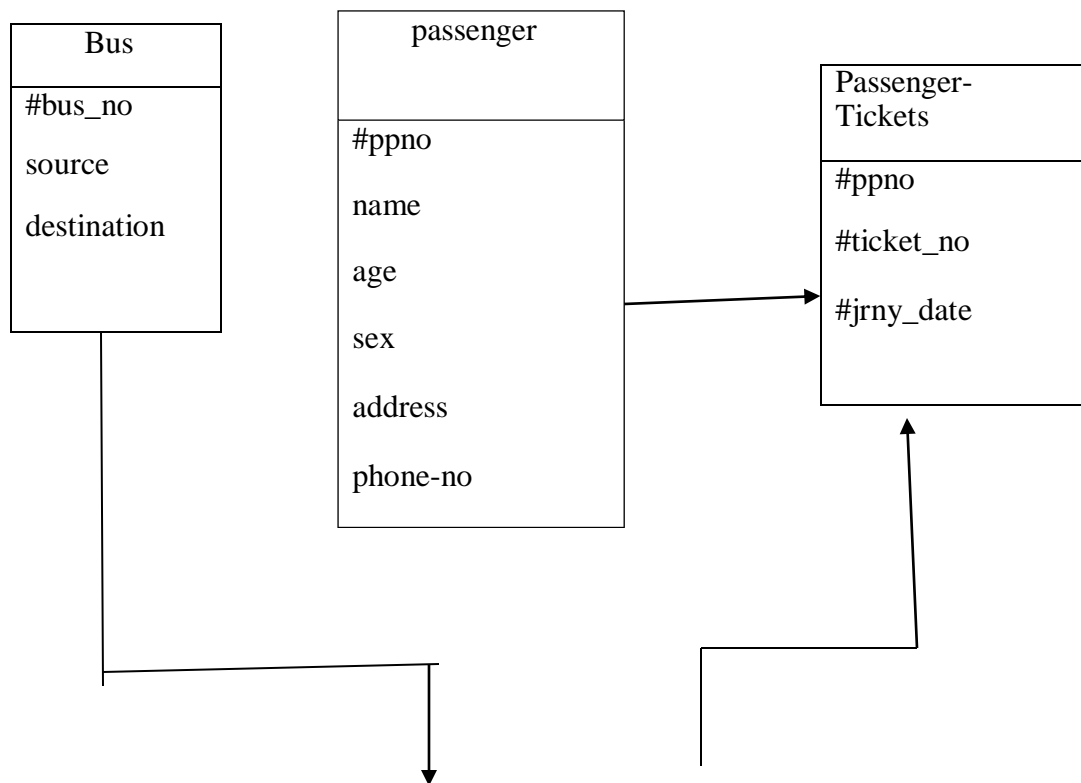 Bus
#bus_no
source
destination
passenger
#ppno
name
age
sex
address
phone-no
Passenger-
Tickets
#ppno
#ticket_no
#jrny_date